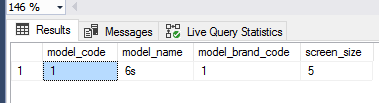 146 %
Results Messages Live Query Statistics
model_code model_name model_brand_code screen_size
1 1 6s 1 5